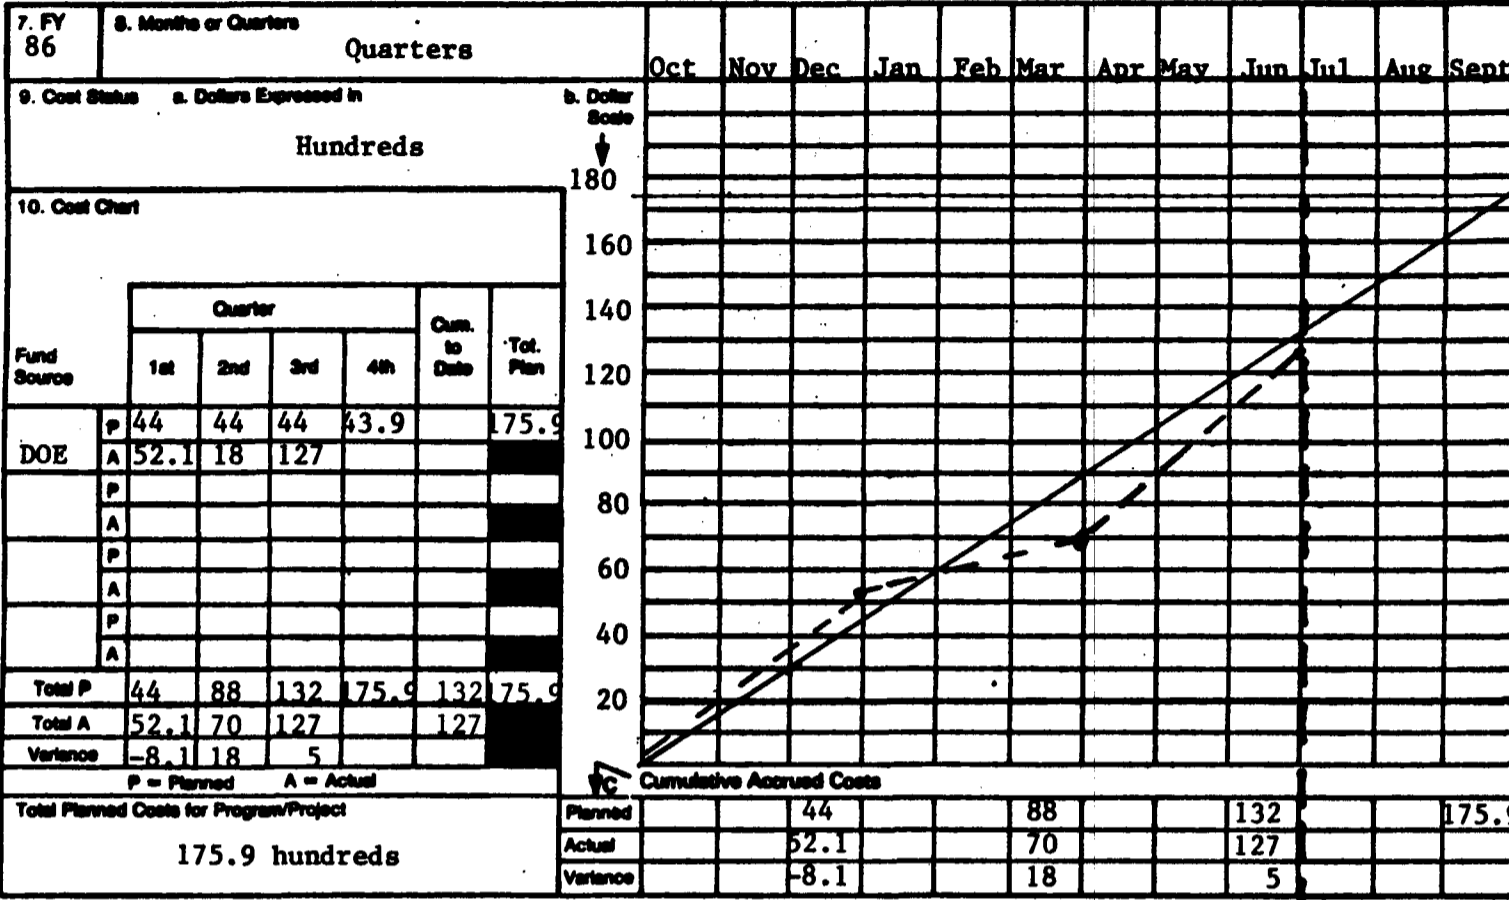 7. FY
86
8. Months or Quarters
Quarters
Oct Nov Dec Jan Feb Mar Apr May Jun Jul Aug Sept
9. Cost Status a. Dollars Expressed in
Hundreds
b. Dollar
Scale
180
160
140
120
100
80
60
40
20
10. Cost Chart
Quarter
Fund
Source
1st 2nd 3rd 4th
Cum.
to
Date
Tot.
Plan
DOE
P 44 44 44 43.9 175.9
A 52.1 18 127
P
A
P
A
P
A
Total P 44 88 132 175.9 132 175.9
Total A 52.1 70 127 127
Variance -8.1 18 5
P = Planned A = Actual
Total Planned Costs for Program/Project
175.9 hundreds
c Cumulative Accrued Costs
Planned 44 88 132 175.9
Actual 52.1 70 127
Variance -8.1 18 5